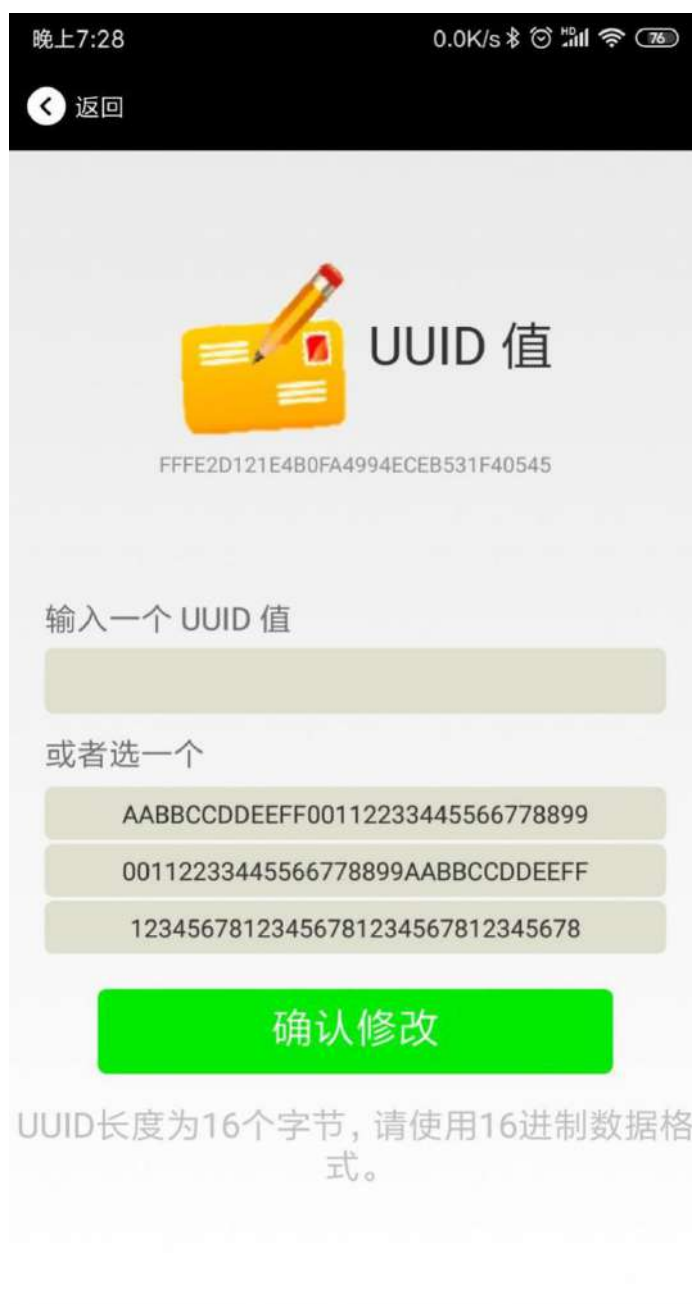 晚上7:28
0.0K/s HD 76
返回
UUID 值
FFFE2D121E4B0FA4994ECEB531F40545
输入一个 UUID 值
或者选一个
AABBCCDDEEFF00112233445566778899
00112233445566778899AABBCCDDEEFF
12345678123456781234567812345678
确认修改
UUID长度为16个字节，请使用16进制数据格
式。